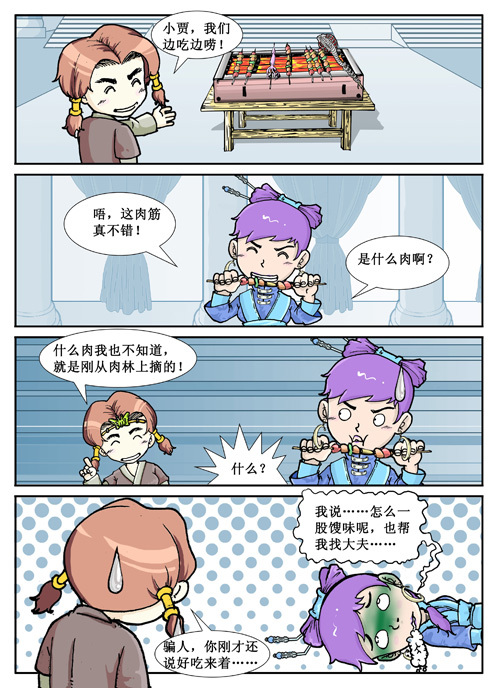 小贾，我们
边吃边唠！
唔，这肉筋
真不错！
是什么肉啊？
什么肉我也不知道，
就是刚从肉林上摘的！
什么？
我说……怎么一
股馊味呢，也帮
我找大夫……
骗人，你刚才还
说好吃来着……